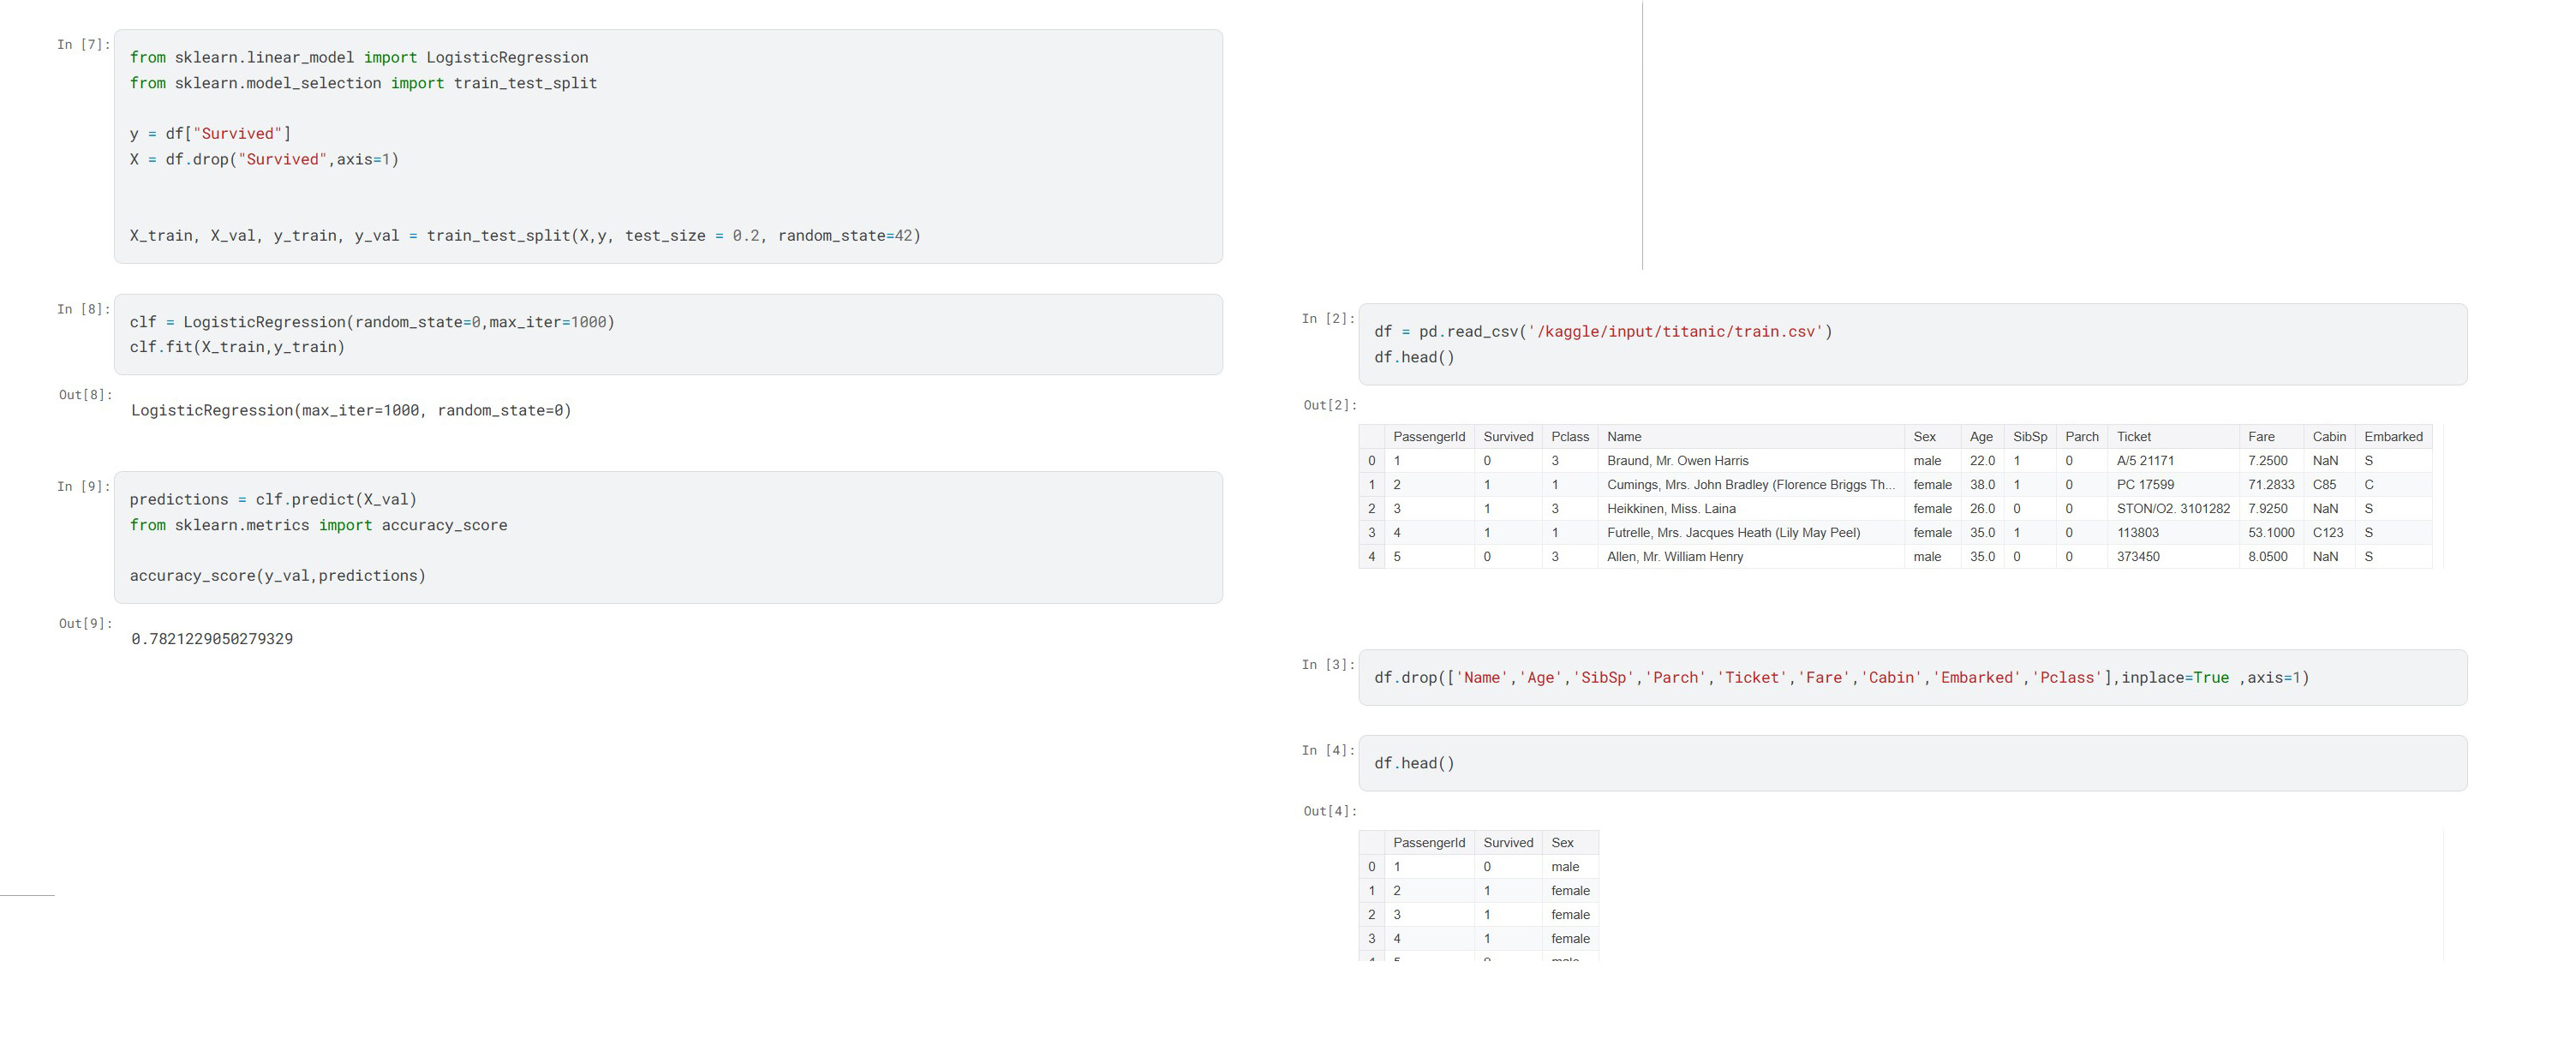 In [7]:
from sklearn.linear_model import LogisticRegression
from sklearn.model_selection import train_test_split
y = df["Survived"]
X = df.drop("Survived",axis=1)
X_train, X_val, y_train, y_val = train_test_split(X,y, test_size = 0.2, random_state=42)
In [8]:
clf = LogisticRegression(random_state=0,max_iter=1000)
clf.fit(X_train,y_train)
Out[8]:
LogisticRegression(max_iter=1000, random_state=0)
In [9]:
predictions = clf.predict(X_val)
from sklearn.metrics import accuracy_score
accuracy_score(y_val,predictions)
Out[9]:
0.7821229050279329
In [2]:
df = pd.read_csv('/kaggle/input/titanic/train.csv')
df.head()
Out[2]:
PassengerId Survived Pclass Name Sex Age SibSp Parch Ticket Fare Cabin Embarked
0 1 0 3 Braund, Mr. Owen Harris male 22.0 1 0 A/5 21171 7.2500 NaN S
1 2 1 1 Cumings, Mrs. John Bradley (Florence Briggs Th... female 38.0 1 0 PC 17599 71.2833 C85 C
2 3 1 3 Heikkinen, Miss. Laina female 26.0 0 0 STON/O2. 3101282 7.9250 NaN S
3 4 1 1 Futrelle, Mrs. Jacques Heath (Lily May Peel) female 35.0 1 0 113803 53.1000 C123 S
4 5 0 3 Allen, Mr. William Henry male 35.0 0 0 373450 8.0500 NaN S
In [3]:
df.drop(['Name','Age','SibSp','Parch','Ticket','Fare','Cabin','Embarked','Pclass'],inplace=True ,axis=1)
In [4]:
df.head()
Out[4]:
PassengerId Survived Sex
0 1 0 male
1 2 1 female
2 3 1 female
3 4 1 female